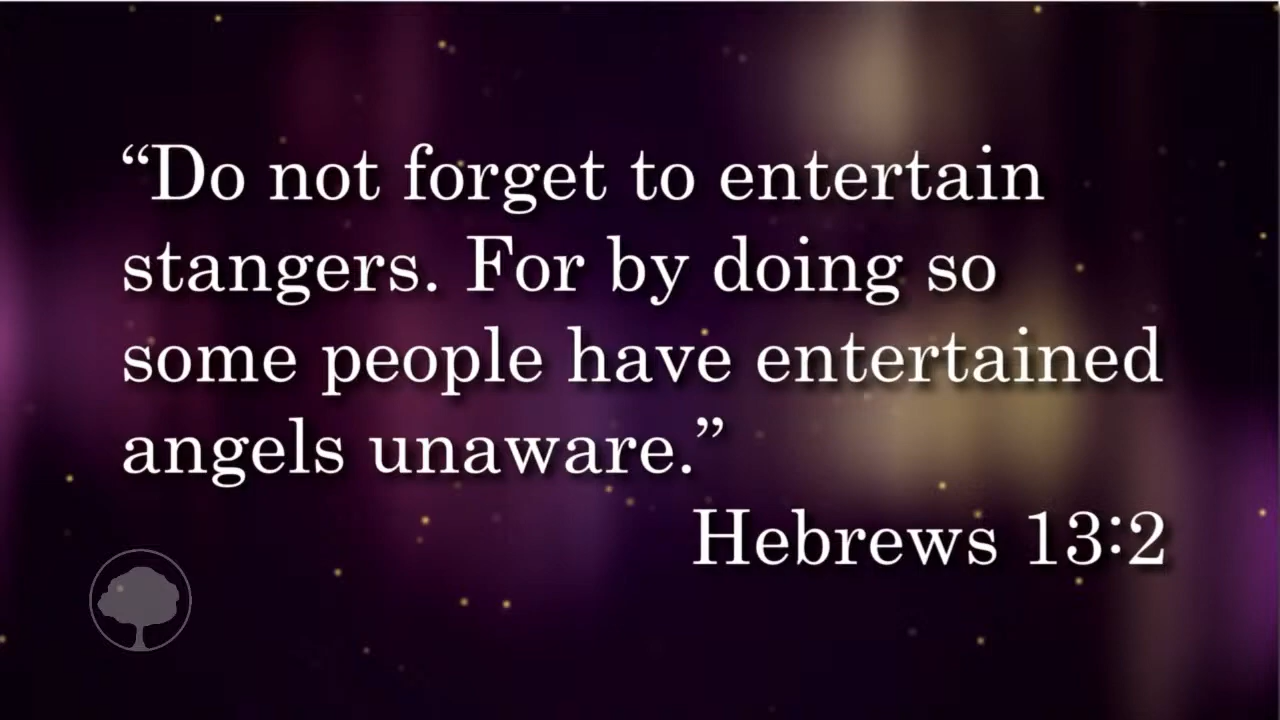 “Do not forget to entertain
stangers. For by doing so
some people have entertained
angels unaware.”
Hebrews 13:2